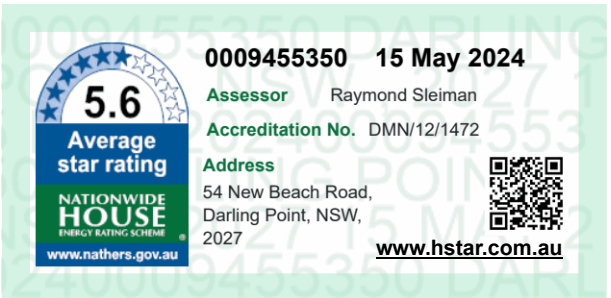 0009455350 15 May 2024
5.6
Average
star rating
NATIONWIDE
HOUSE
ENERGY RATING SCHEME
®
www.nathers.gov.au
Assessor Raymond Sleiman
Accreditation No. DMN/12/1472
Address
54 New Beach Road,
Darling Point, NSW,
2027
www.hstar.com.au